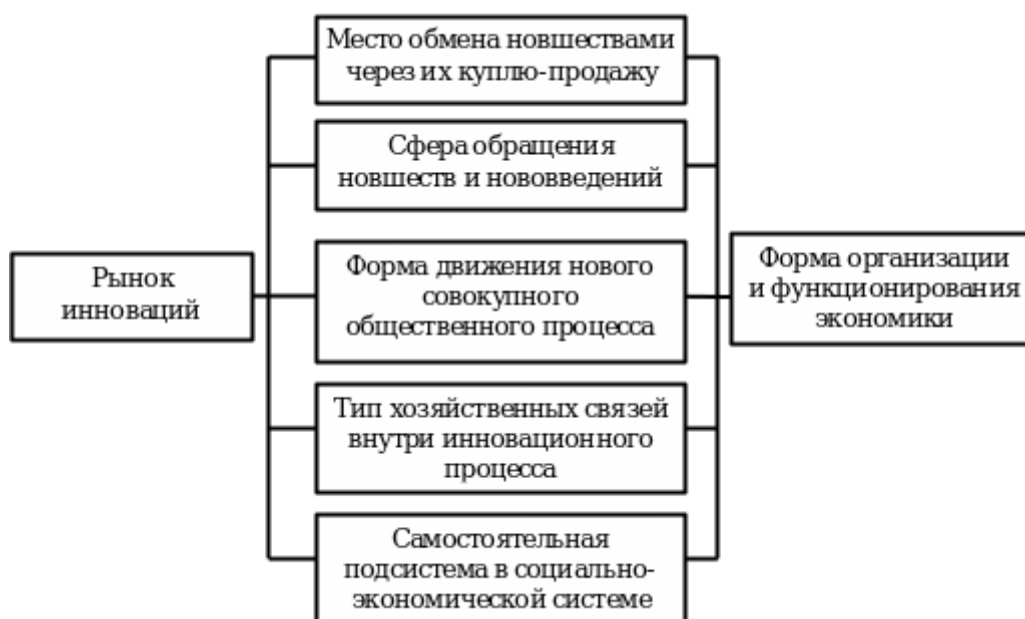 Место обмена новшествами
через их куплю-продажу
Сфера обращения
новшеств и нововведений
Рынок
инноваций
Форма движения нового
совокупного
общественного процесса
Форма организации
и функционирования
экономики
Тип хозяйственных связей
внутри инновационного
процесса
Самостоятельная
подсистема в социально-
экономической системе